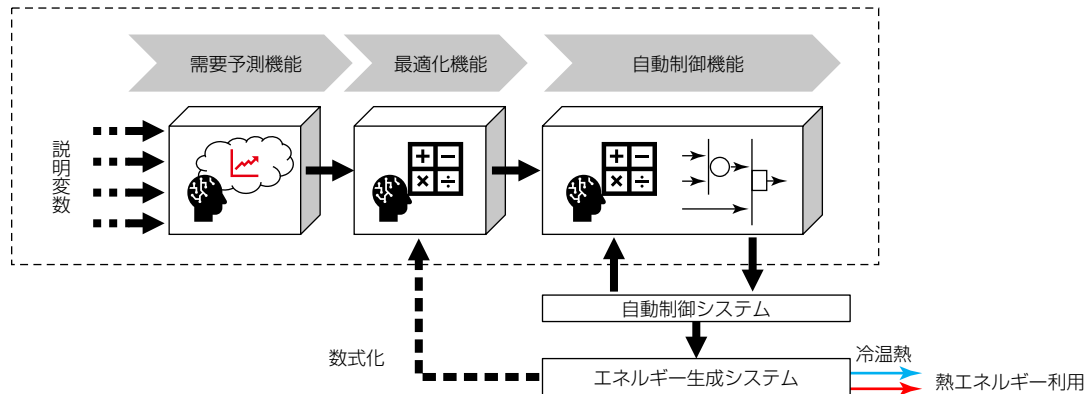 需要予測機能
最適化機能
自動制御機能
説明変数
+ −
× ÷
+ −
× ÷
自動制御システム
数式化
エネルギー生成システム
冷温熱
熱エネルギー利用